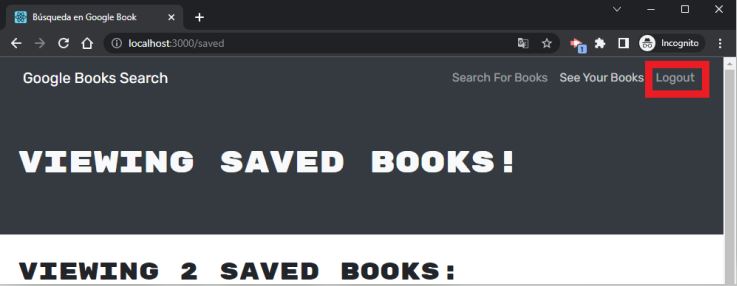 Búsqueda en Google Book
localhost:3000/saved
1
Incognito
Google Books Search
Search For Books See Your Books Logout
VIEWING SAVED BOOKS!
VIEWING 2 SAVED BOOKS: